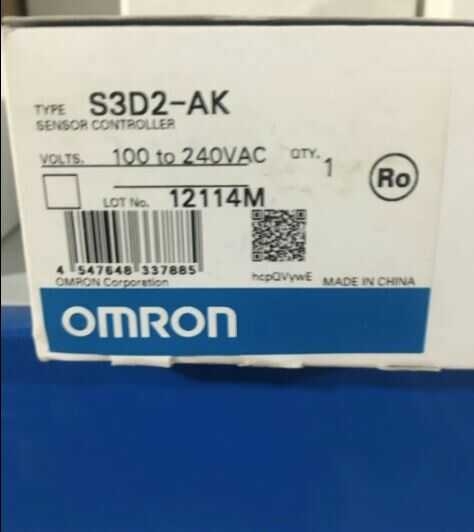 TYPE S3D2-AK
SENSOR CONTROLLER
VOLTS. 100 to 240VAC QTY. 1
Ro
LOT No. 12114M
4 547648 337885
hcpQVywE
OMRON Corporation
MADE IN CHINA
OMRON